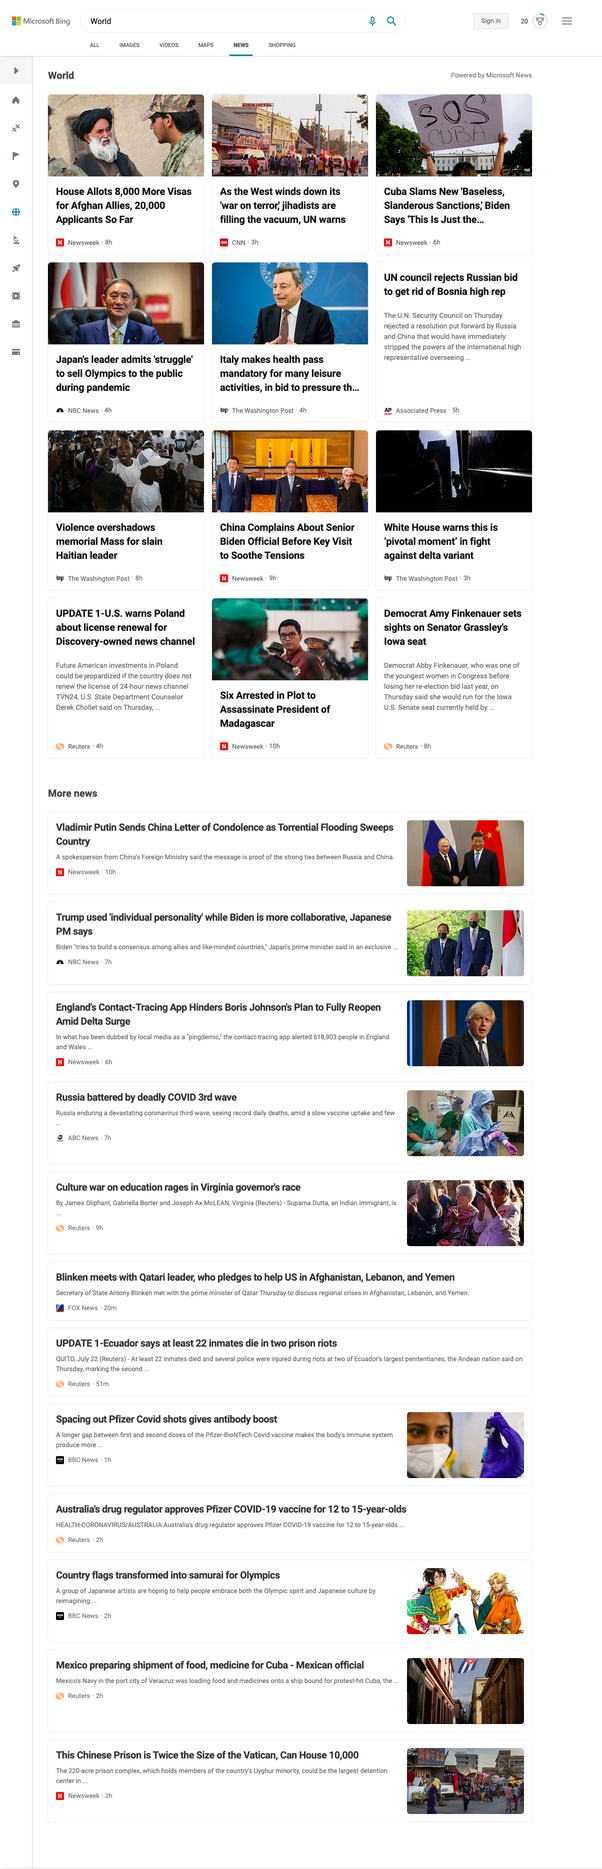 Microsoft Bing
World
Sign in
20
ALL
IMAGES
VIDEOS
MAPS
NEWS
SHOPPING
World
Powered by Microsoft News
SOS
CUBA
House Allots 8,000 More Visas
for Afghan Allies, 20,000
Applicants So Far
Newsweek · 8h
As the West winds down its
'war on terror,' jihadists are
filling the vacuum, UN warns
CNN · 3h
Cuba Slams New 'Baseless,
Slanderous Sanctions,' Biden
Says 'This Is Just the...
Newsweek · 6h
Japan's leader admits 'struggle'
to sell Olympics to the public
during pandemic
NBC News · 4h
Italy makes health pass
mandatory for many leisure
activities, in bid to pressure th...
The Washington Post · 4h
UN council rejects Russian bid
to get rid of Bosnia high rep
The U.N. Security Council on Thursday
rejected a resolution put forward by Russia
and China that would have immediately
stripped the powers of the international high
representative overseeing ...
Associated Press · 5h
Violence overshadows
memorial Mass for slain
Haitian leader
The Washington Post · 8h
China Complains About Senior
Biden Official Before Key Visit
to Soothe Tensions
Newsweek · 9h
White House warns this is
'pivotal moment' in fight
against delta variant
The Washington Post · 3h
UPDATE 1-U.S. warns Poland
about license renewal for
Discovery-owned news channel
Future American investments in Poland
could be jeopardized if the country does not
renew the license of 24-hour news channel
TVN24, U.S. State Department Counselor
Derek Chollet said on Thursday, ...
Reuters · 4h
Six Arrested in Plot to
Assassinate President of
Madagascar
Newsweek · 10h
Democrat Amy Finkenauer sets
sights on Senator Grassley's
Iowa seat
Democrat Abby Finkenauer, who was one of
the youngest women in Congress before
losing her re-election bid last year, on
Thursday said she would run for the Iowa
U.S. Senate seat currently held by ...
Reuters · 8h
More news
Vladimir Putin Sends China Letter of Condolence as Torrential Flooding Sweeps
Country
A spokesperson from China's Foreign Ministry said the message is proof of the strong ties between Russia and China.
Newsweek · 10h
Trump used 'individual personality' while Biden is more collaborative, Japanese
PM says
Biden "tries to build a consensus among allies and like-minded countries," Japan's prime minister said in an exclusive ...
NBC News · 7h
England's Contact-Tracing App Hinders Boris Johnson's Plan to Fully Reopen
Amid Delta Surge
In what has been dubbed by local media as a "pingdemic," the contact-tracing app alerted 618,903 people in England
and Wales ...
Newsweek · 6h
Russia battered by deadly COVID 3rd wave
Russia enduring a devastating coronavirus third wave, seeing record daily deaths, amid a slow vaccine uptake and few
...
ABC News · 7h
Culture war on education rages in Virginia governor's race
By James Oliphant, Gabriella Borter and Joseph Ax McLEAN, Virginia (Reuters) - Suparna Dutta, an Indian immigrant, is
...
Reuters · 9h
Blinken meets with Qatari leader, who pledges to help US in Afghanistan, Lebanon, and Yemen
Secretary of State Antony Blinken met with the prime minister of Qatar Thursday to discuss regional crises in Afghanistan, Lebanon, and Yemen.
FOX News · 20m
UPDATE 1-Ecuador says at least 22 inmates die in two prison riots
QUITO, July 22 (Reuters) - At least 22 inmates died and several police were injured during riots at two of Ecuador's largest penitentiaries, the Andean nation said on
Thursday, marking the second ...
Reuters · 51m
Spacing out Pfizer Covid shots gives antibody boost
A longer gap between first and second doses of the Pfizer-BioNTech Covid vaccine makes the body's immune system
produce more ...
BBC News · 1h
Australia's drug regulator approves Pfizer COVID-19 vaccine for 12 to 15-year-olds
HEALTH-CORONAVIRUS/AUSTRALIA:Australia's drug regulator approves Pfizer COVID-19 vaccine for 12 to 15-year-olds ...
Reuters · 2h
Country flags transformed into samurai for Olympics
A group of Japanese artists are hoping to help people embrace both the Olympic spirit and Japanese culture by
reimagining ...
BBC News · 2h
Mexico preparing shipment of food, medicine for Cuba - Mexican official
Mexico's Navy in the port city of Veracruz was loading food and medicines onto a ship bound for protest-hit Cuba, the ...
Reuters · 2h
This Chinese Prison is Twice the Size of the Vatican, Can House 10,000
The 220-acre prison complex, which holds members of the country's Uyghur minority, could be the largest detention
center in ...
Newsweek · 2h